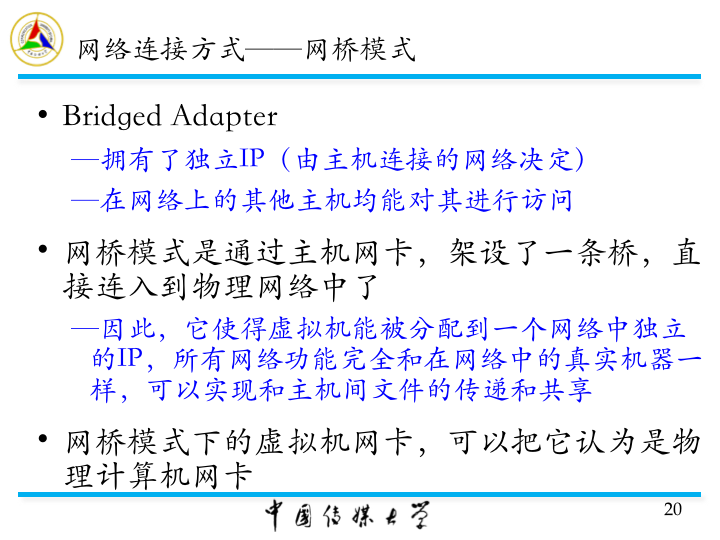 网络连接方式——网桥模式
• Bridged Adapter
—拥有了独立IP（由主机连接的网络决定）
—在网络上的其他主机均能对其进行访问
• 网桥模式是通过主机网卡，架设了一条桥，直
接连入到物理网络中了
—因此，它使得虚拟机能被分配到一个网络中独立
的IP，所有网络功能完全和在网络中的真实机器一
样，可以实现和主机间文件的传递和共享
• 网桥模式下的虚拟机网卡，可以把它认为是物
理计算机网卡
中国传媒大学
20